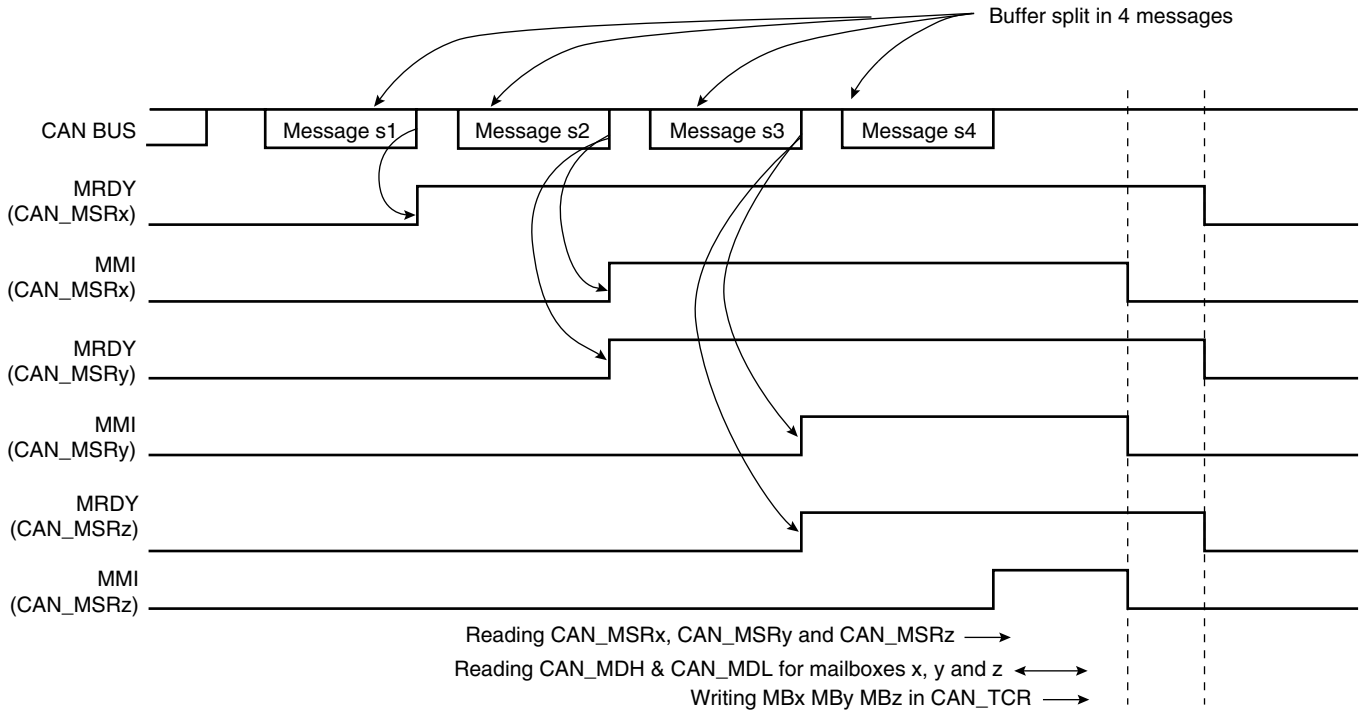 Buffer split in 4 messages
CAN BUS
Message s1
Message s2
Message s3
Message s4
MRDY
(CAN_MSRx)
MMI
(CAN_MSRx)
MRDY
(CAN_MSRy)
MMI
(CAN_MSRy)
MRDY
(CAN_MSRz)
MMI
(CAN_MSRz)
Reading CAN_MSRx, CAN_MSRy and CAN_MSRz
Reading CAN_MDH & CAN_MDL for mailboxes x, y and z
Writing MBx MBy MBz in CAN_TCR